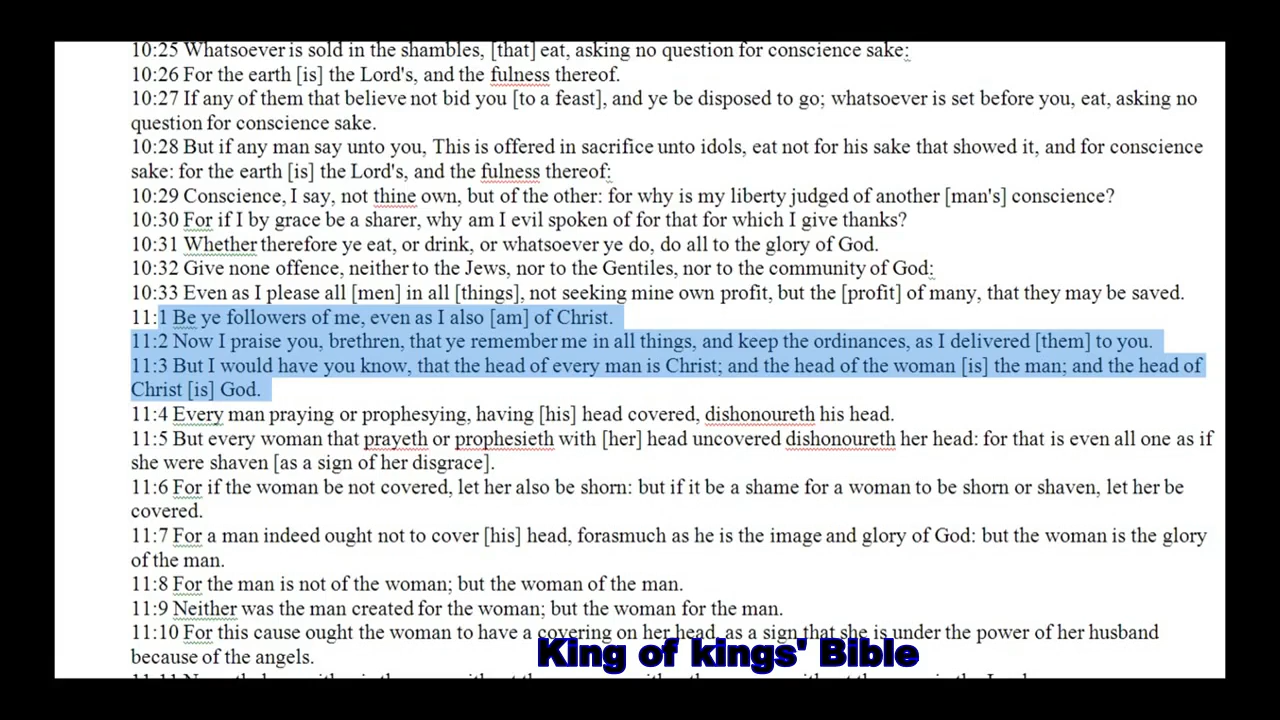 10:25 Whatsoever is sold in the shambles, [that] eat, asking no question for conscience sake:
10:26 For the earth [is] the Lord's, and the fulness thereof.
10:27 If any of them that believe not bid you [to a feast], and ye be disposed to go; whatsoever is set before you, eat, asking no
question for conscience sake.
10:28 But if any man say unto you, This is offered in sacrifice unto idols, eat not for his sake that showed it, and for conscience
sake: for the earth [is] the Lord's, and the fulness thereof:
10:29 Conscience, I say, not thine own, but of the other: for why is my liberty judged of another [man's] conscience?
10:30 For if I by grace be a sharer, why am I evil spoken of for that for which I give thanks?
10:31 Whether therefore ye eat, or drink, or whatsoever ye do, do all to the glory of God.
10:32 Give none offence, neither to the Jews, nor to the Gentiles, nor to the community of God:
10:33 Even as I please all [men] in all [things], not seeking mine own profit, but the [profit] of many, that they may be saved.
11:1 Be ye followers of me, even as I also [am] of Christ.
11:2 Now I praise you, brethren, that ye remember me in all things, and keep the ordinances, as I delivered [them] to you.
11:3 But I would have you know, that the head of every man is Christ; and the head of the woman [is] the man; and the head of
Christ [is] God.
11:4 Every man praying or prophesying, having [his] head covered, dishonoureth his head.
11:5 But every woman that prayeth or prophesieth with [her] head uncovered dishonoureth her head: for that is even all one as if
she were shaven [as a sign of her disgrace].
11:6 For if the woman be not covered, let her also be shorn: but if it be a shame for a woman to be shorn or shaven, let her be
covered.
11:7 For a man indeed ought not to cover [his] head, forasmuch as he is the image and glory of God: but the woman is the glory
of the man.
11:8 For the man is not of the woman; but the woman of the man.
11:9 Neither was the man created for the woman; but the woman for the man.
11:10 For this cause ought the woman to have a covering on her head, as a sign that she is under the power of her husband
because of the angels.
King of kings' Bible